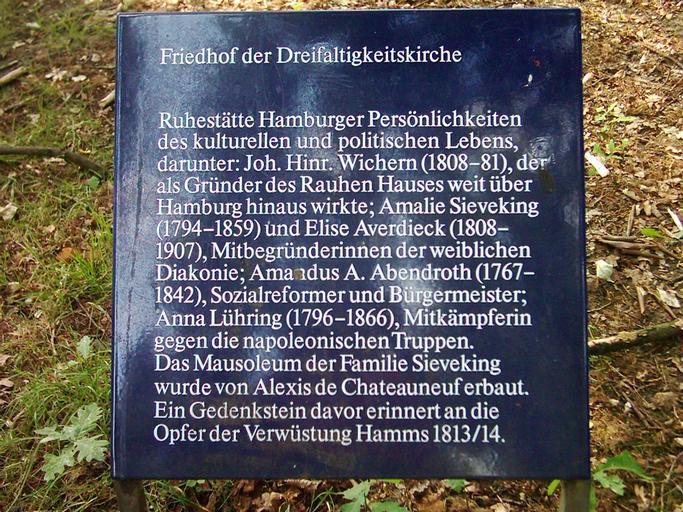 Friedhof der Dreifaltigkeitskirche
Ruhestätte Hamburger Persönlichkeiten
des kulturellen und politischen Lebens,
darunter: Joh. Hinr. Wichern (1808–81), der
als Gründer des Rauhen Hauses weit über
Hamburg hinaus wirkte; Amalie Sieveking
(1794–1859) und Elise Averdieck (1808–
1907), Mitbegründerinnen der weiblichen
Diakonie; Amandus A. Abendroth (1767–
1842), Sozialreformer und Bürgermeister;
Anna Lühring (1796–1866), Mitkämpferin
gegen die napoleonischen Truppen.
Das Mausoleum der Familie Sieveking
wurde von Alexis de Chateauneuf erbaut.
Ein Gedenkstein davor erinnert an die
Opfer der Verwüstung Hamms 1813/14.